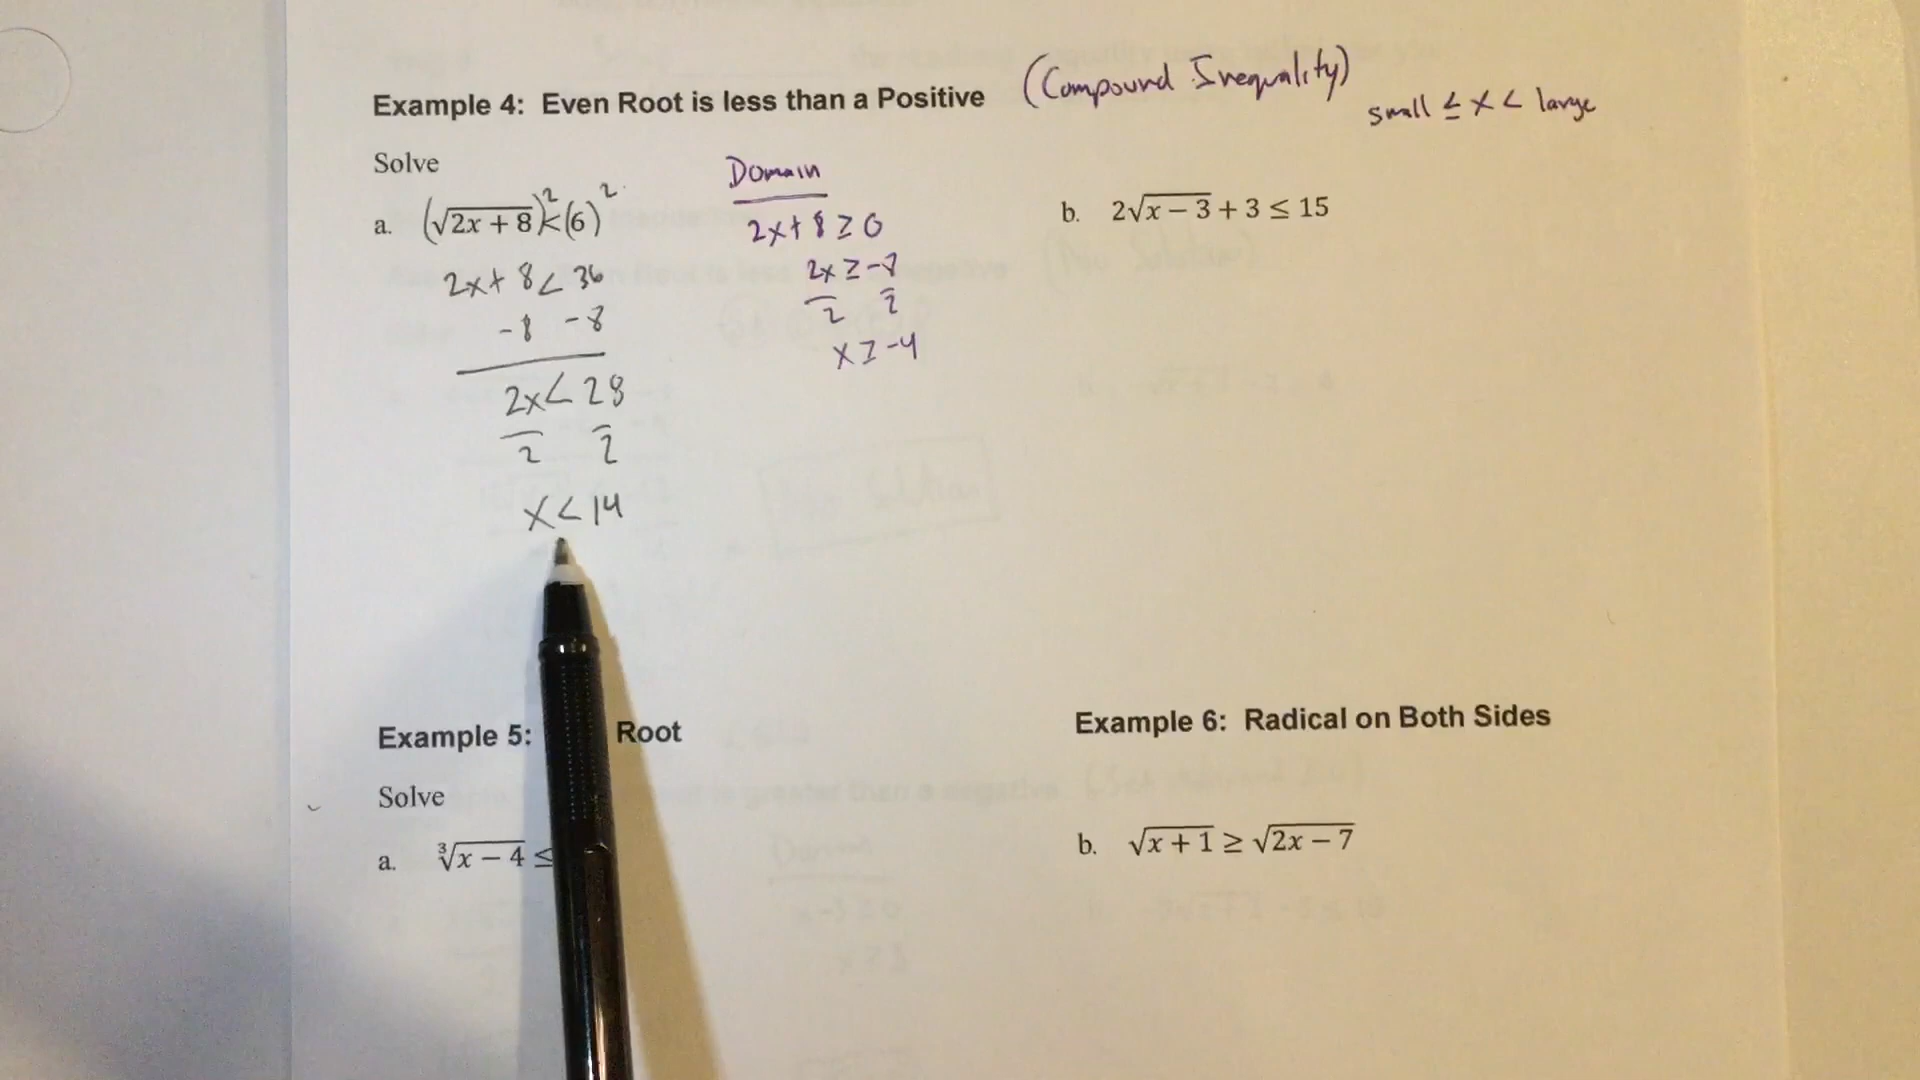 Example 4: Even Root is less than a Positive (Compound Inequality)
small ≤ x < large
Solve
a. (√2x + 8)² < (6)²
2x + 8 < 36
-8 -8
2x < 28
2 2
x < 14
Domain
2x + 8 ≥ 0
2x ≥ -8
2 2
x ≥ -4
b. 2√x − 3 + 3 ≤ 15
Example 5: Root
Solve
a. ∛x − 4 ≤
Example 6: Radical on Both Sides
b. √x + 1 ≥ √2x − 7